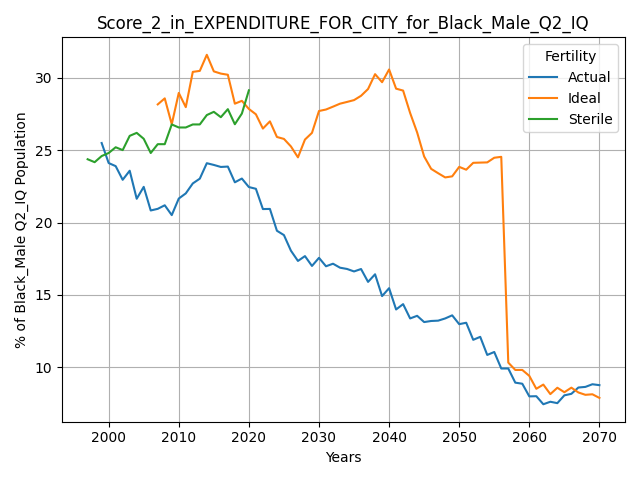 Score_2_in_EXPENDITURE_FOR_CITY_for_Black_Male_Q2_IQ
Fertility
Actual
Ideal
Sterile
% of Black_Male Q2_IQ Population
30
25
20
15
10
2000 2010 2020 2030 2040 2050 2060 2070
Years